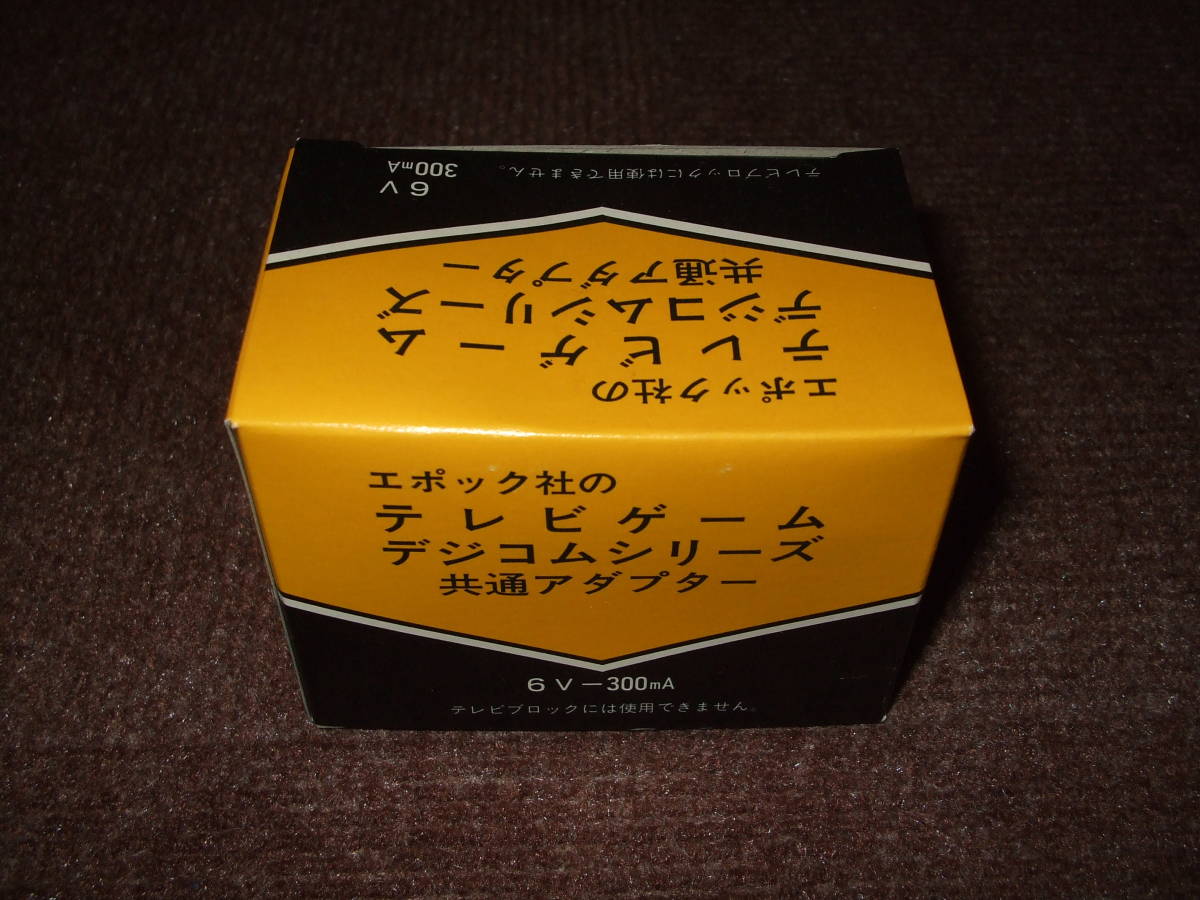 エポック社の
テレビゲーム
デジコムシリーズ
共通アダプター
6V
300mA
テレビブロックには使用できません。
エポック社の
テレビゲーム
デジコムシリーズ
共通アダプター
6V－300mA
テレビブロックには使用できません。